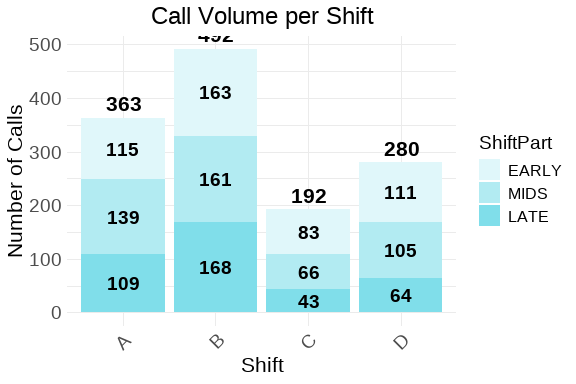 Call Volume per Shift
Number of Calls
500
400
300
200
100
0
363
115
139
109
492
163
161
168
192
83
66
43
280
111
105
64
A
B
C
D
Shift
ShiftPart
EARLY
MIDS
LATE